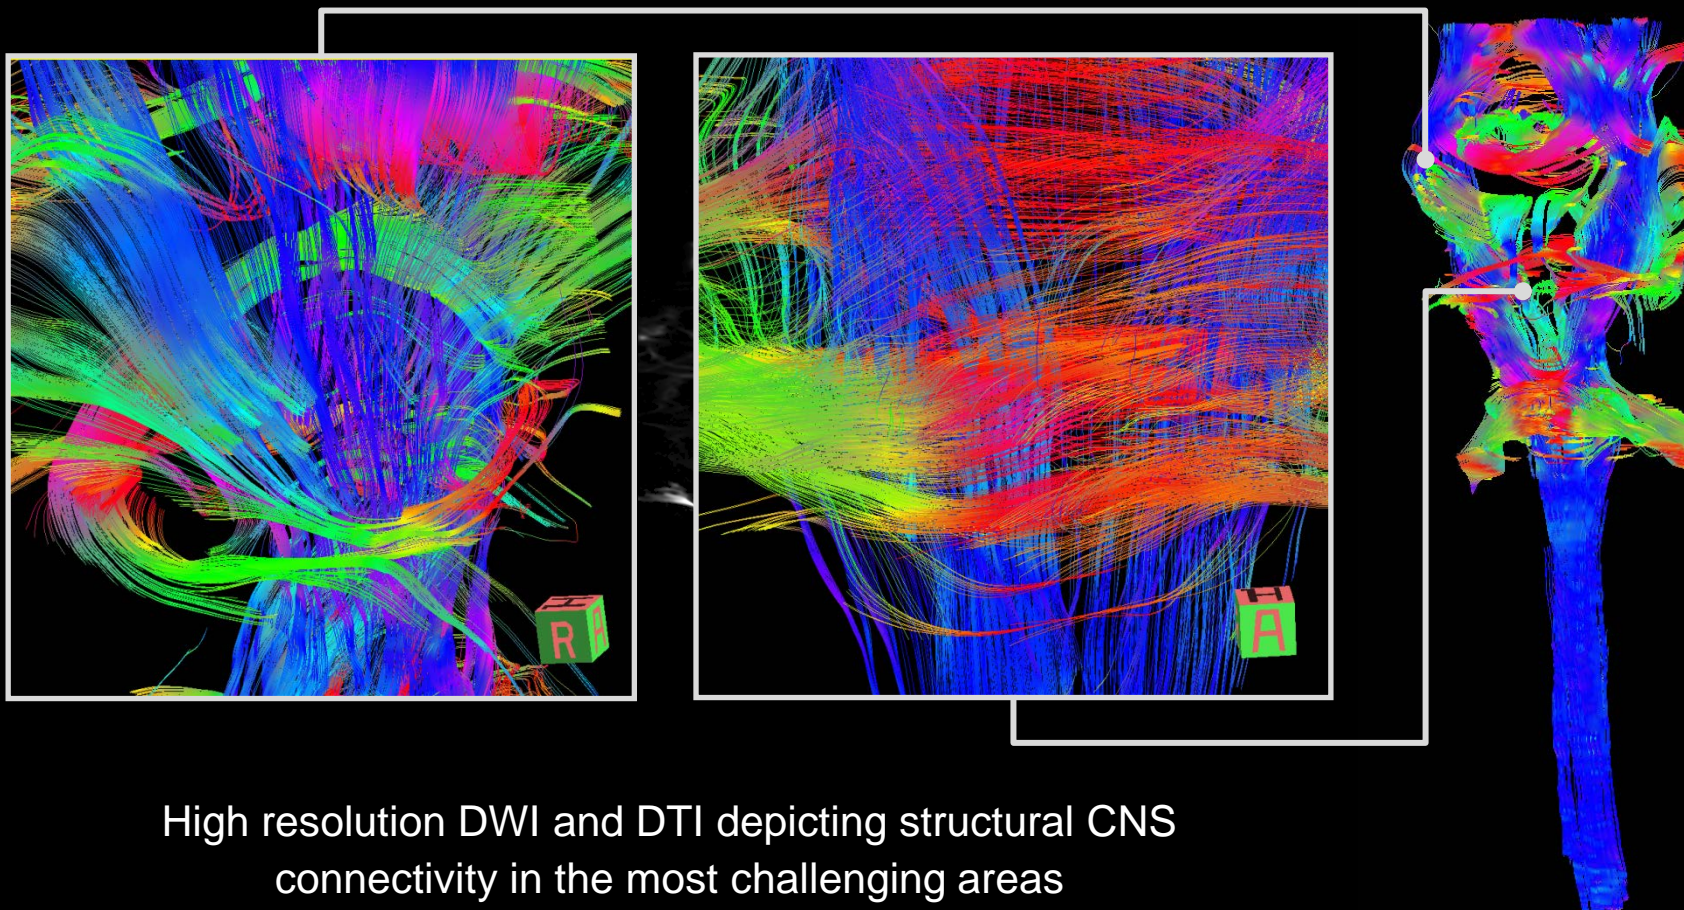 H
R A
H
A
High resolution DWI and DTI depicting structural CNS
connectivity in the most challenging areas